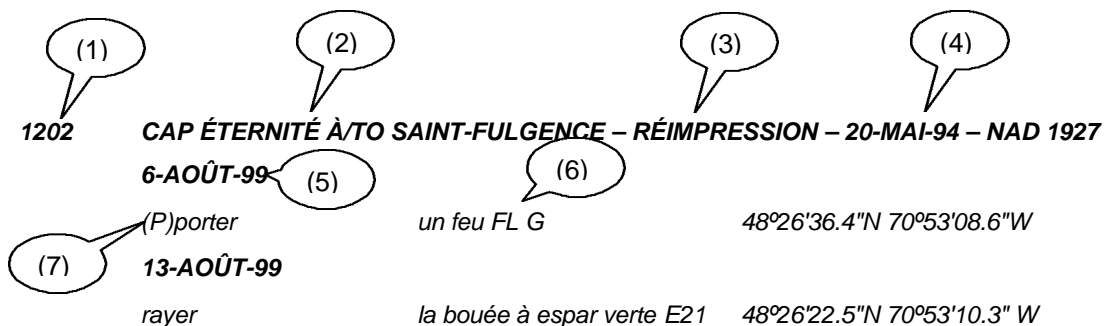 (1) (2) (3) (4)
1202 CAP ÉTERNITÉ À/TO SAINT-FULGENCE – RÉIMPRESSION – 20-MAI-94 – NAD 1927
6-AOÛT-99 (5) (6)
(P)porter un feu FL G 48º26'36.4"N 70º53'08.6"W
(7) 13-AOÛT-99
rayer la bouée à espar verte E21 48º26'22.5"N 70º53'10.3" W